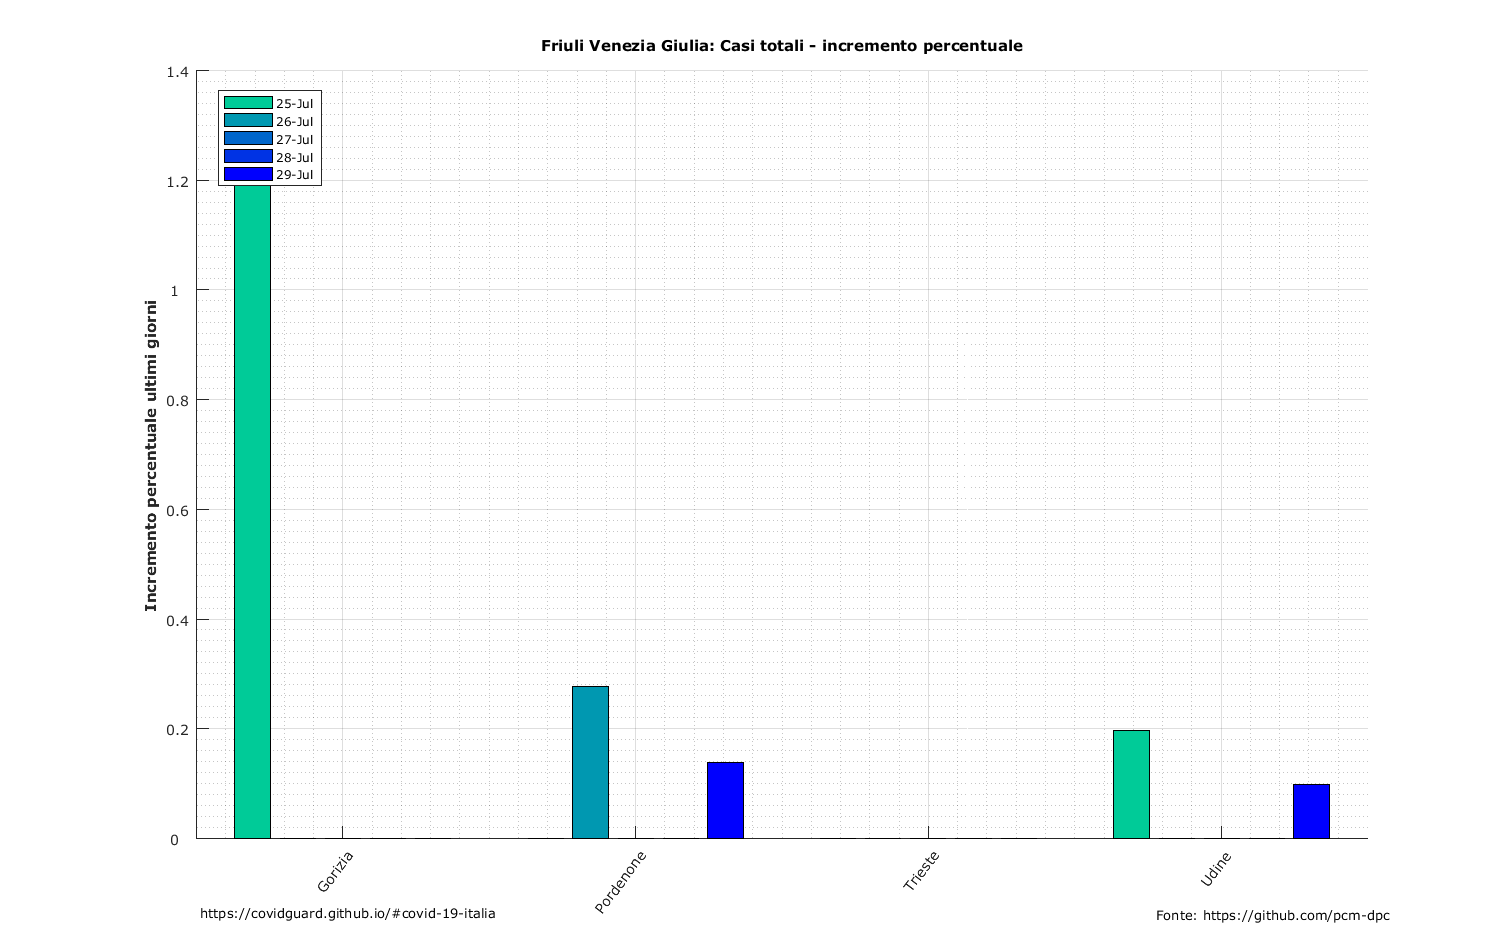 Friuli Venezia Giulia: Casi totali - incremento percentuale
Incremento percentuale ultimi giorni
1.4
1.2
1
0.8
0.6
0.4
0.2
0
25-Jul
26-Jul
27-Jul
28-Jul
29-Jul
Gorizia
Pordenone
Trieste
Udine
https://covidguard.github.io/#covid-19-italia
Fonte: https://github.com/pcm-dpc